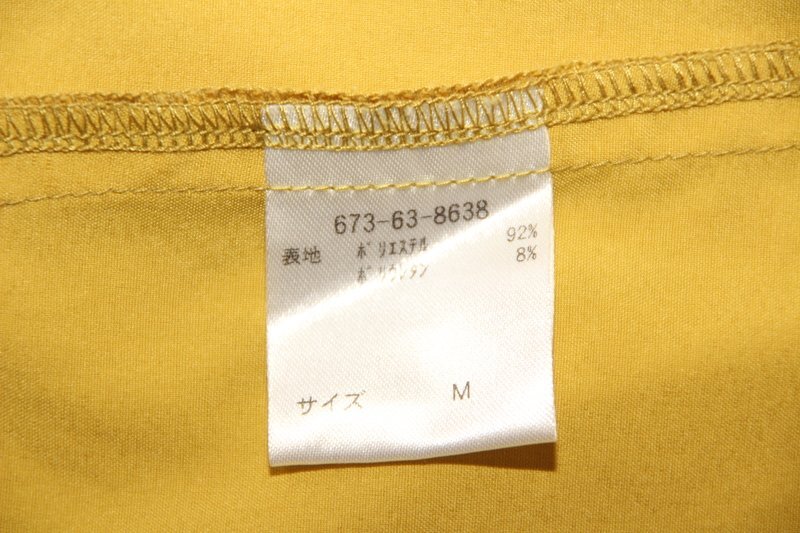 673-63-8638
表地 ポリエステル 92%
ポリウレタン 8%
サイズ M